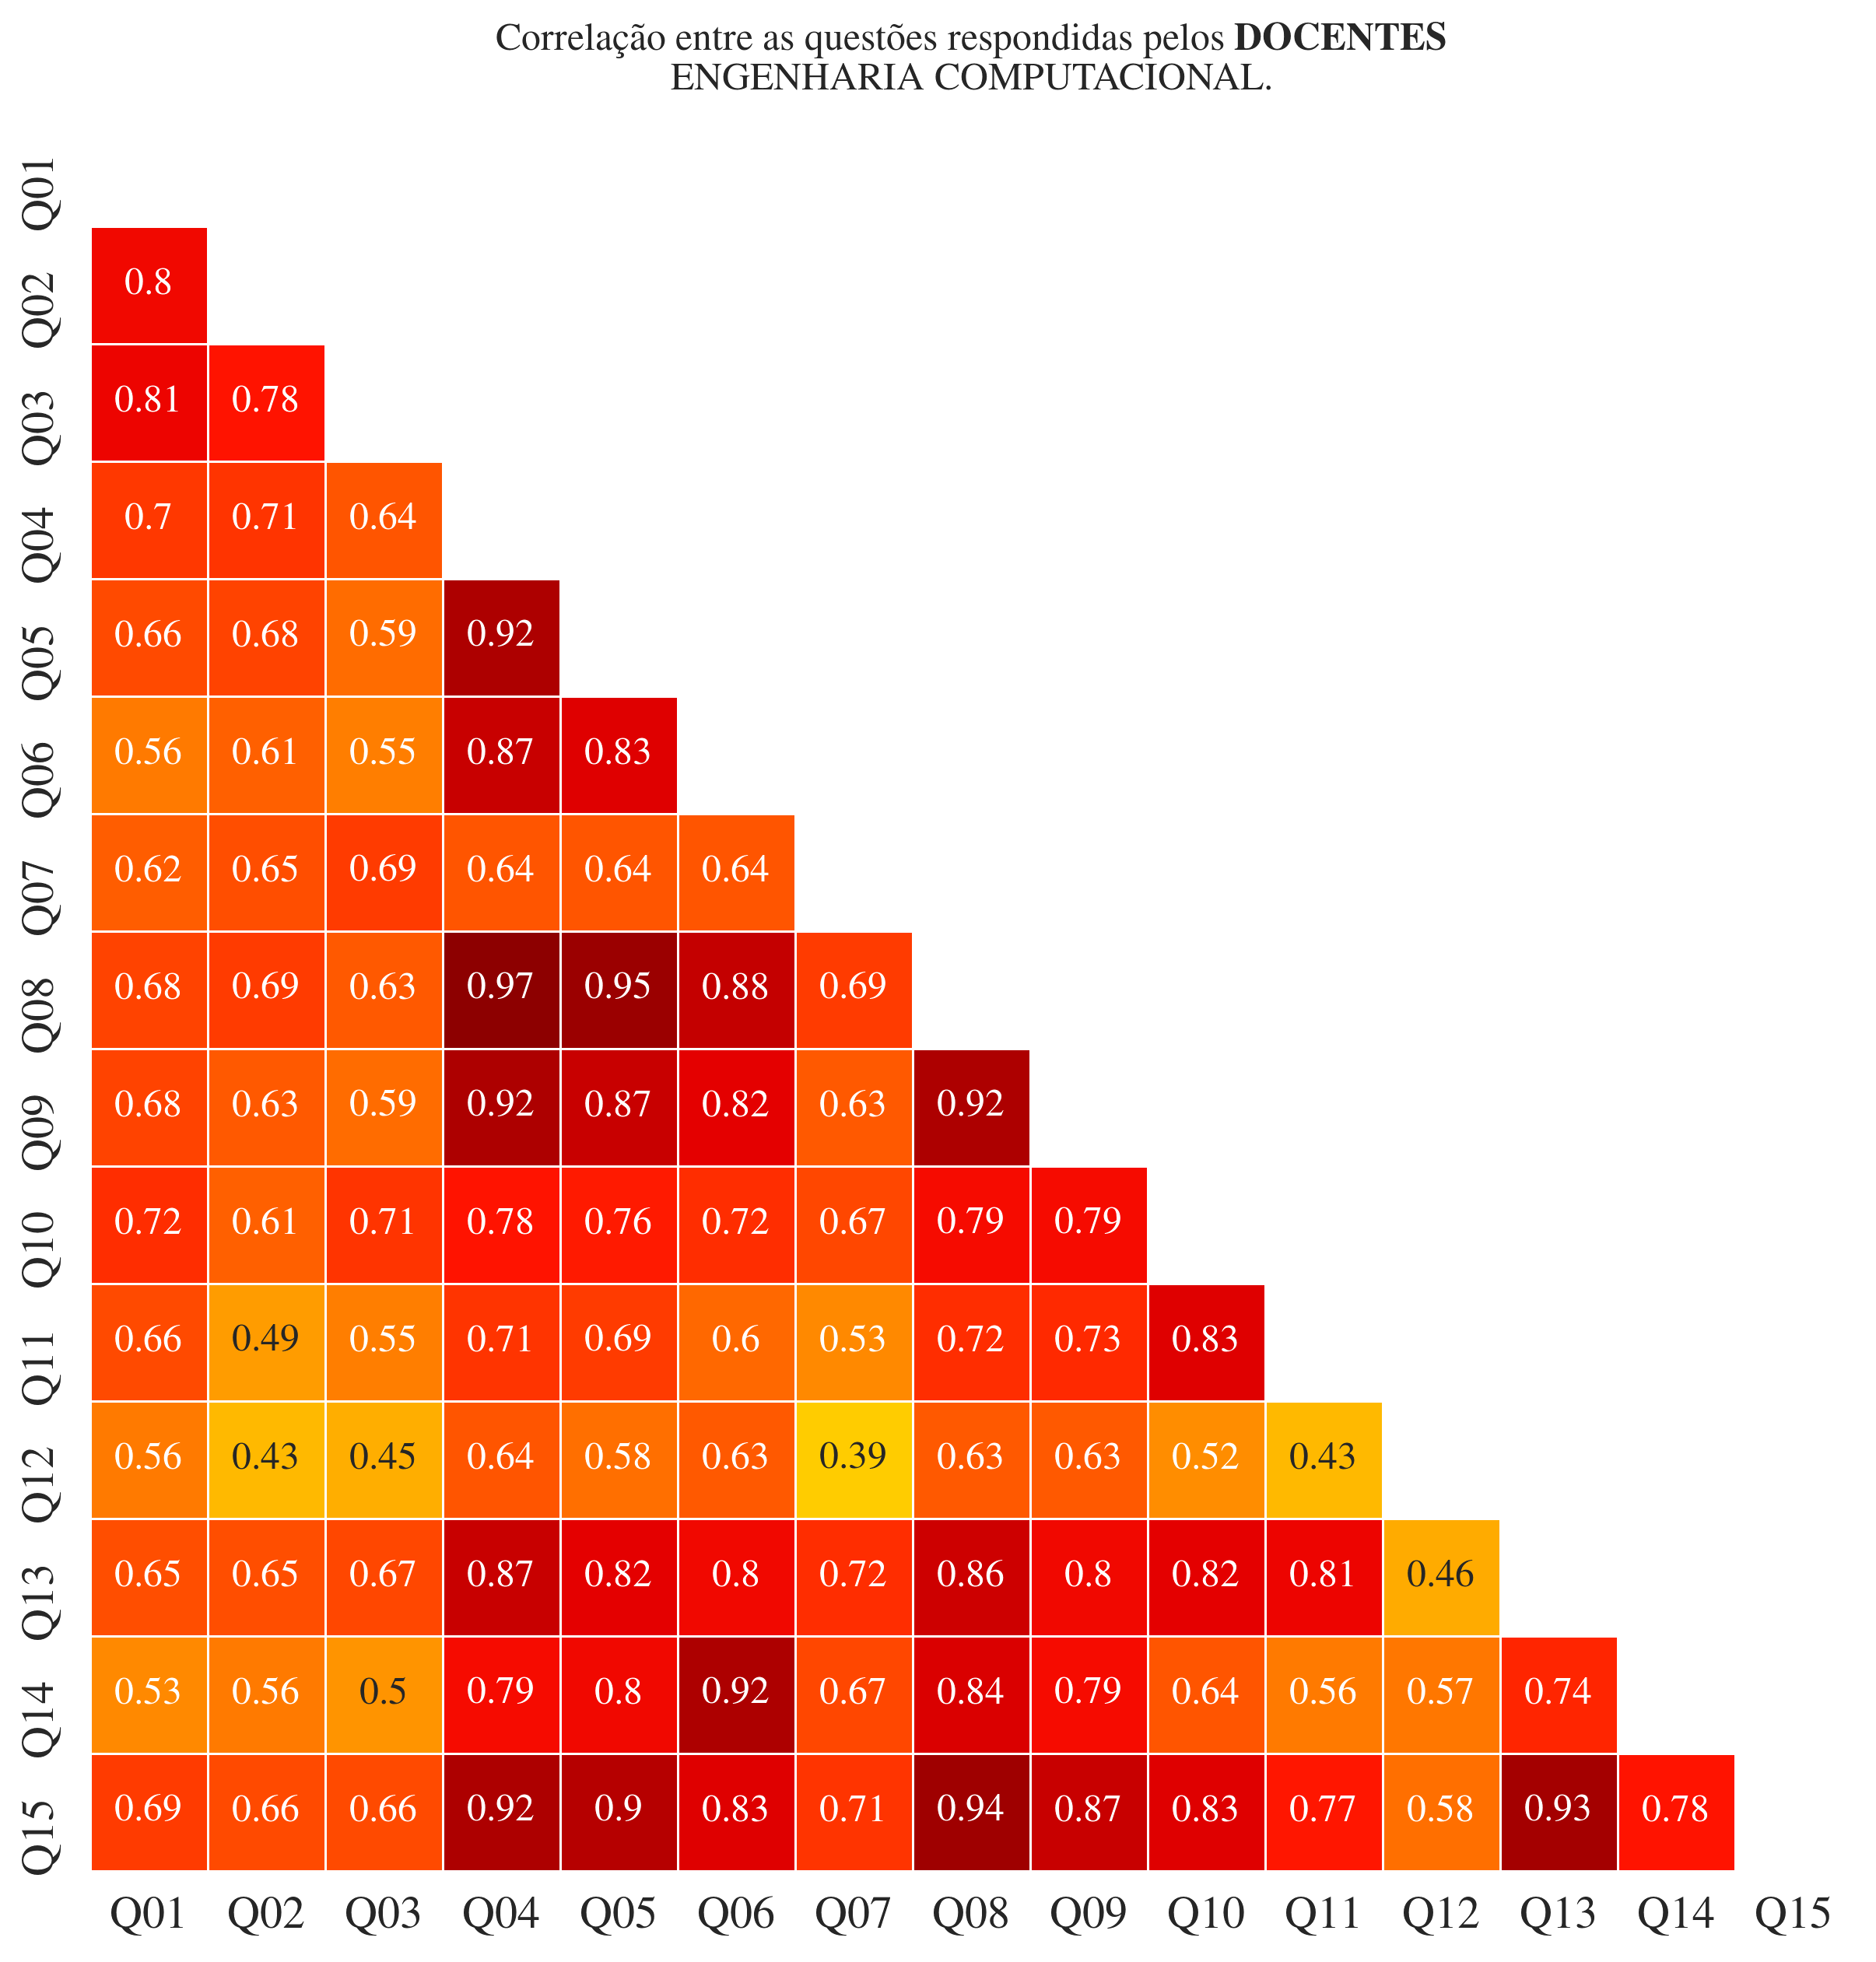 Correlação entre as questões respondidas pelos DOCENTES
ENGENHARIA COMPUTACIONAL.
Q01
Q02 0.8
Q03 0.81 0.78
Q04 0.7 0.71 0.64
Q05 0.66 0.68 0.59 0.92
Q06 0.56 0.61 0.55 0.87 0.83
Q07 0.62 0.65 0.69 0.64 0.64 0.64
Q08 0.68 0.69 0.63 0.97 0.95 0.88 0.69
Q09 0.68 0.63 0.59 0.92 0.87 0.82 0.63 0.92
Q10 0.72 0.61 0.71 0.78 0.76 0.72 0.67 0.79 0.79
Q11 0.66 0.49 0.55 0.71 0.69 0.6 0.53 0.72 0.73 0.83
Q12 0.56 0.43 0.45 0.64 0.58 0.63 0.39 0.63 0.63 0.52 0.43
Q13 0.65 0.65 0.67 0.87 0.82 0.8 0.72 0.86 0.8 0.82 0.81 0.46
Q14 0.53 0.56 0.5 0.79 0.8 0.92 0.67 0.84 0.79 0.64 0.56 0.57 0.74
Q15 0.69 0.66 0.66 0.92 0.9 0.83 0.71 0.94 0.87 0.83 0.77 0.58 0.93 0.78
Q01 Q02 Q03 Q04 Q05 Q06 Q07 Q08 Q09 Q10 Q11 Q12 Q13 Q14 Q15